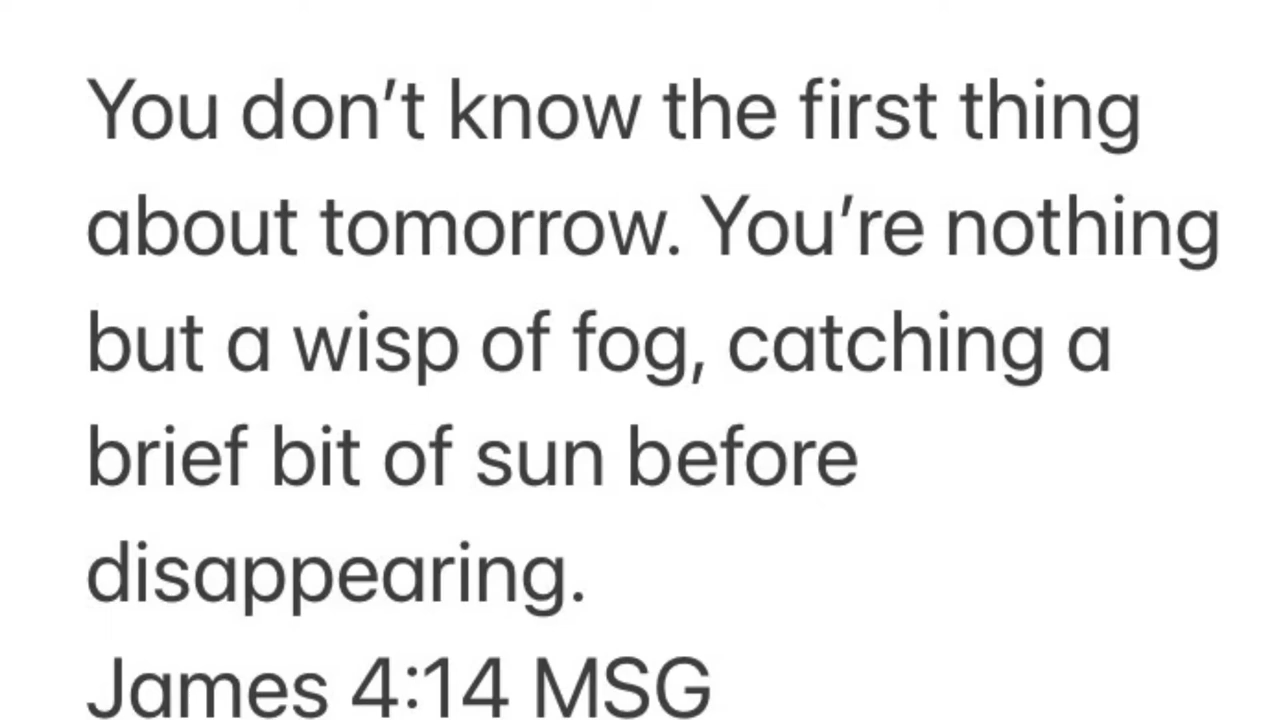 You don’t know the first thing
about tomorrow. You’re nothing
but a wisp of fog, catching a
brief bit of sun before
disappearing.
James 4:14 MSG